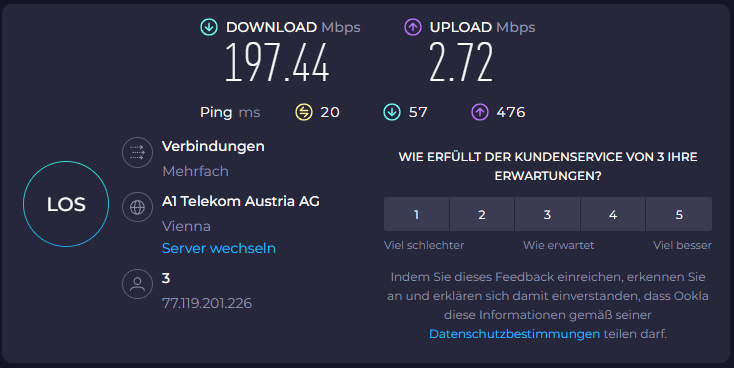 DOWNLOAD Mbps
197.44
UPLOAD Mbps
2.72
Ping ms 20 57 476
Verbindungen
Mehrfach
LOS
A1 Telekom Austria AG
Vienna
Server wechseln
3
77.119.201.226
WIE ERFÜLLT DER KUNDENSERVICE VON 3 IHRE
ERWARTUNGEN?
1 2 3 4 5
Viel schlechter Wie erwartet Viel besser
Indem Sie dieses Feedback einreichen, erkennen Sie
an und erklären sich damit einverstanden, dass Ookla
diese Informationen gemäß seiner
Datenschutzbestimmungen teilen darf.